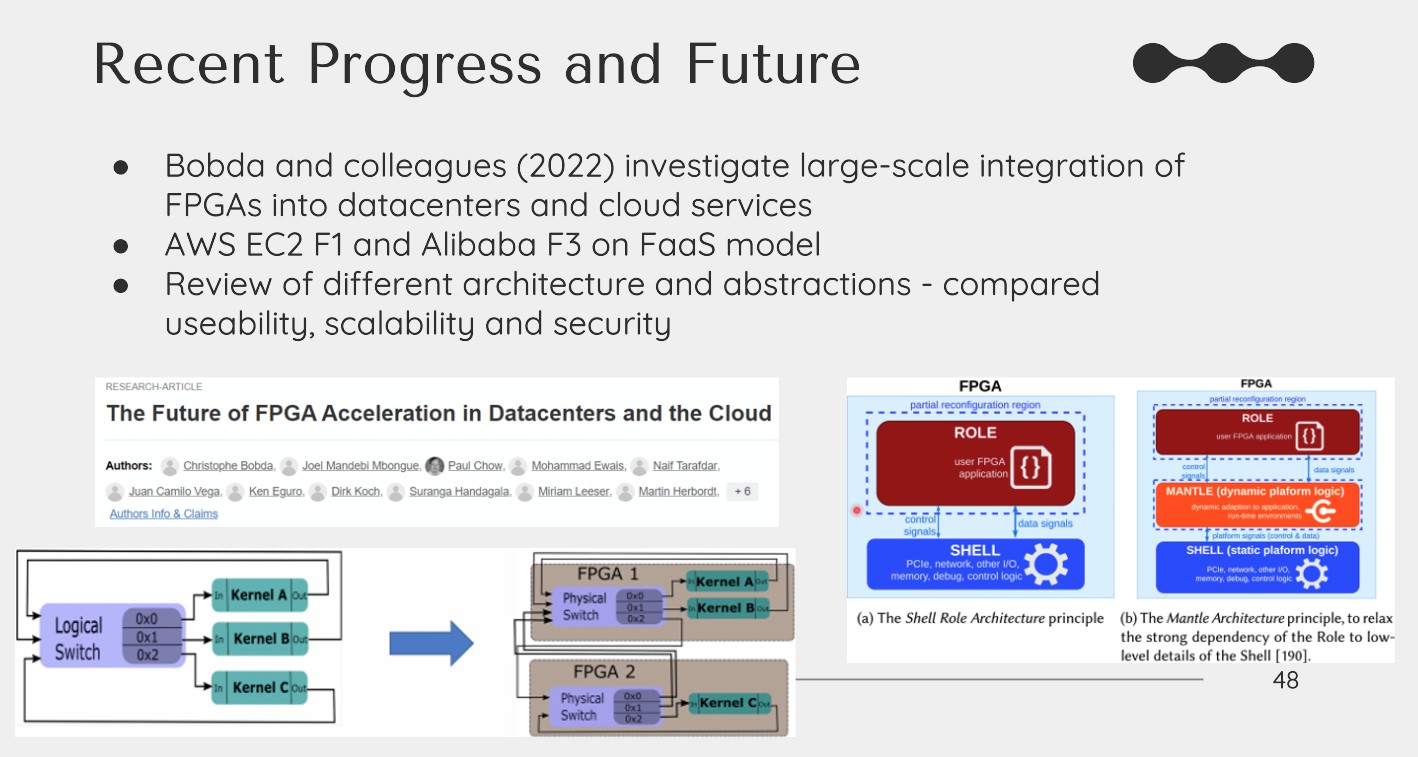 Recent Progress and Future
● Bobda and colleagues (2022) investigate large-scale integration of
FPGAs into datacenters and cloud services
● AWS EC2 F1 and Alibaba F3 on FaaS model
● Review of different architecture and abstractions - compared
useability, scalability and security
RESEARCH-ARTICLE
The Future of FPGA Acceleration in Datacenters and the Cloud
Authors: Christophe Bobda, Joel Mandebi Mbongue, Paul Chow, Mohammad Ewais, Naif Tarafdar,
Juan Camilo Vega, Ken Eguro, Dirk Koch, Suranga Handagala, Miriam Leeser, Martin Herbordt, + 6
Authors Info & Claims
Logical
Switch
0x0
0x1
0x2
In Kernel A Out
In Kernel B Out
In Kernel C Out
FPGA 1
Physical
Switch
0x0
0x1
0x2
In Kernel A Out
In Kernel B Out
FPGA 2
Physical
Switch
0x0
0x1
0x2
In Kernel C Out
FPGA
partial reconfiguration region
ROLE
user FPGA
application
{}
control
signals
data signals
SHELL
PCIe, network, other I/O,
memory, debug, control logic
(a) The Shell Role Architecture principle
FPGA
partial reconfiguration region
ROLE
user FPGA application
{}
control
signals
data signals
MANTLE (dynamic plaform logic)
dynamic adaption to application,
run-time environments
platform signals (control & data)
SHELL (static plaform logic)
PCIe, network, other I/O,
memory, debug, control logic
(b) The Mantle Architecture principle, to relax
the strong dependency of the Role to low-
level details of the Shell [190].
48